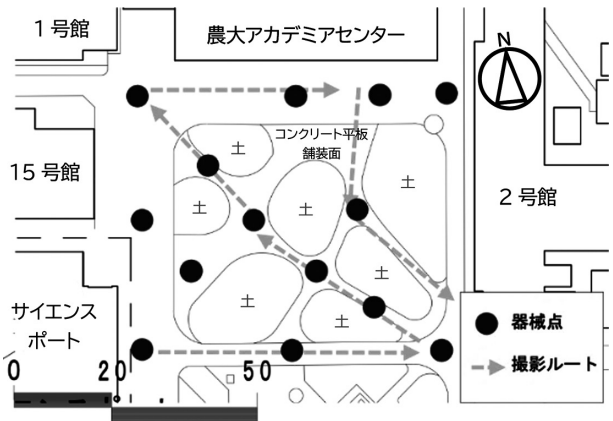 1号館
農大アカデミアセンター
N
コンクリート平板
舗装面
土
土
15号館
土
土
2号館
土
土
サイエンス
ポート
土
器械点
撮影ルート
0
20
50